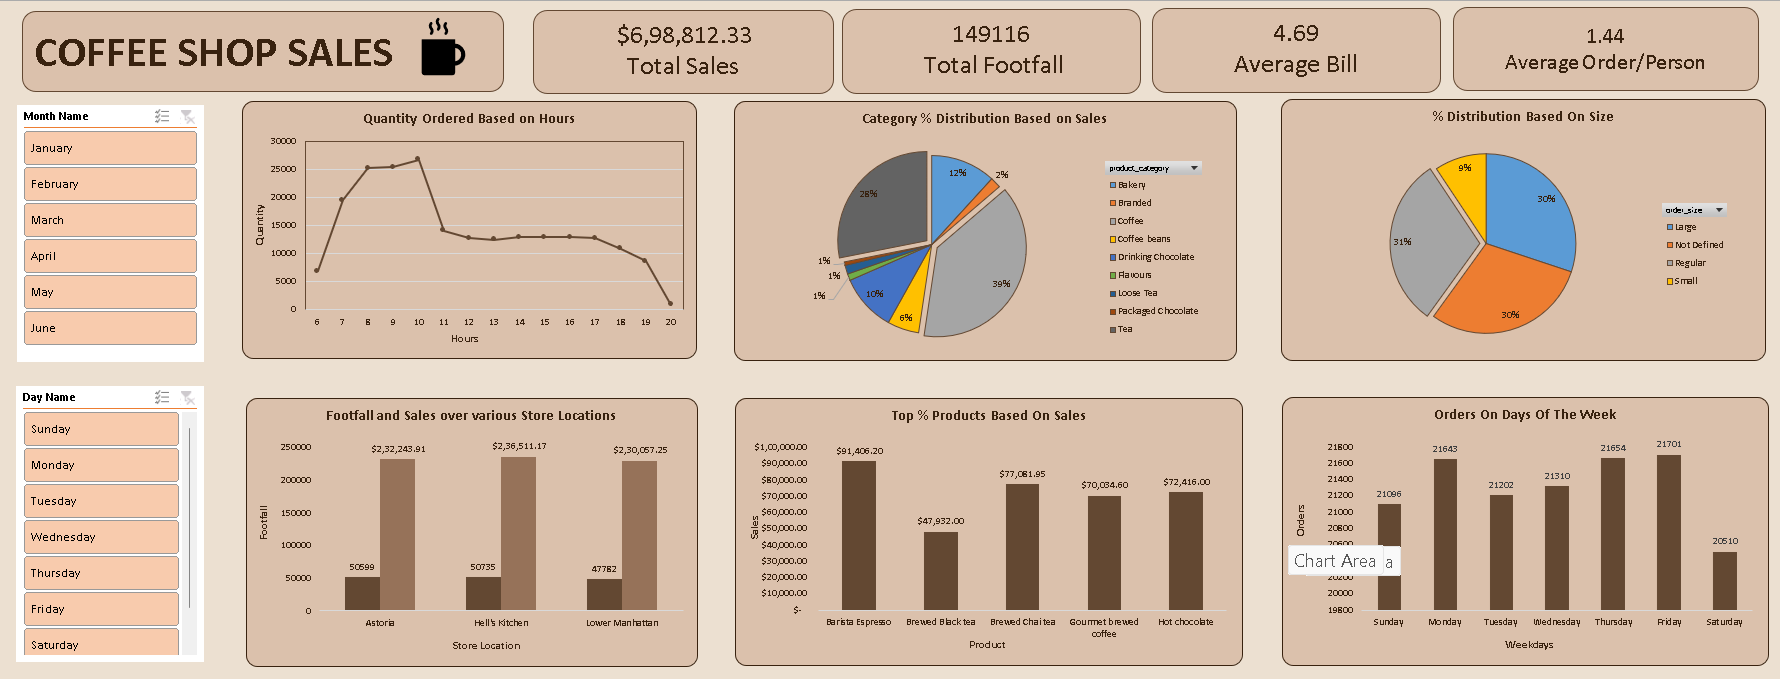 COFFEE SHOP SALES
$6,98,812.33
Total Sales
149116
Total Footfall
4.69
Average Bill
1.44
Average Order/Person
Month Name
January
February
March
April
May
June
Quantity Ordered Based on Hours
30000
25000
20000
15000
10000
5000
0
Quantity
6 7 8 9 10 11 12 13 14 15 16 17 18 19 20
Hours
Category % Distribution Based on Sales
12%
2%
39%
6%
10%
1%
1%
1%
28%
product_category
Bakery
Branded
Coffee
Coffee beans
Drinking Chocolate
Flavours
Loose Tea
Packaged Chocolate
Tea
% Distribution Based On Size
30%
30%
31%
9%
order_size
Large
Not Defined
Regular
Small
Day Name
Sunday
Monday
Tuesday
Wednesday
Thursday
Friday
Saturday
Footfall and Sales over various Store Locations
250000
200000
150000
100000
50000
0
Footfall
$2,32,243.91
$2,36,511.17
$2,30,057.25
50599
50735
47782
Astoria Hell's Kitchen Lower Manhattan
Store Location
Top % Products Based On Sales
$1,00,000.00
$90,000.00
$80,000.00
$70,000.00
$60,000.00
$50,000.00
$40,000.00
$30,000.00
$20,000.00
$10,000.00
$-
Sales
$91,406.20
$47,932.00
$77,081.95
$70,034.60
$72,416.00
Barista Espresso Brewed Black tea Brewed Chai tea Gourmet brewed coffee Hot chocolate
Product
Orders On Days Of The Week
21800
21600
21400
21200
21000
20800
20600
20200
20000
19800
Orders
21096
21643
21202
21310
21654
21701
20510
Chart Area
a
Sunday Monday Tuesday Wednesday Thursday Friday Saturday
Weekdays